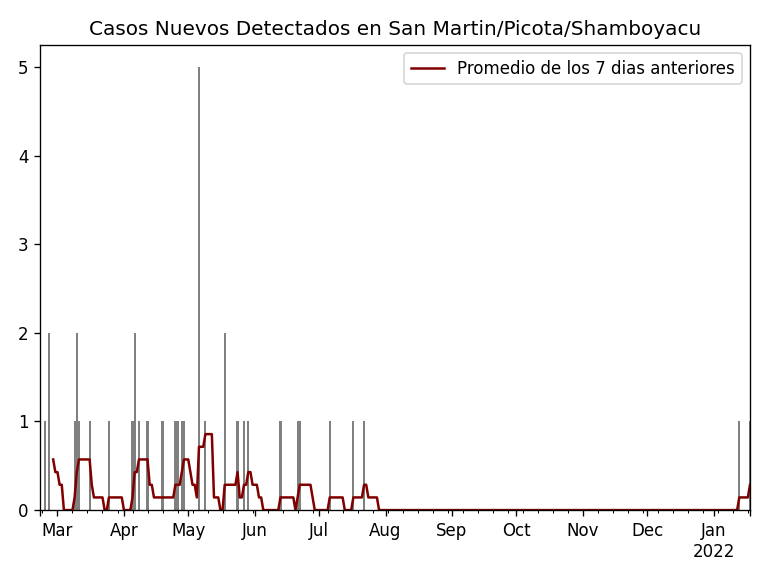 Casos Nuevos Detectados en San Martin/Picota/Shamboyacu
Promedio de los 7 dias anteriores
5
4
3
2
1
0
Mar Apr May Jun Jul Aug Sep Oct Nov Dec Jan
2022